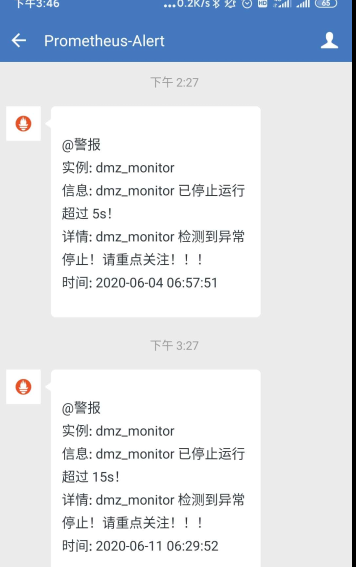 下午3:46 ...0.2K/s HD 65
Prometheus-Alert
下午 2:27
@警报
实例: dmz_monitor
信息: dmz_monitor 已停止运行
超过 5s!
详情: dmz_monitor 检测到异常
停止！请重点关注！！！
时间: 2020-06-04 06:57:51
下午 3:27
@警报
实例: dmz_monitor
信息: dmz_monitor 已停止运行
超过 15s!
详情: dmz_monitor 检测到异常
停止！请重点关注！！！
时间: 2020-06-11 06:29:52